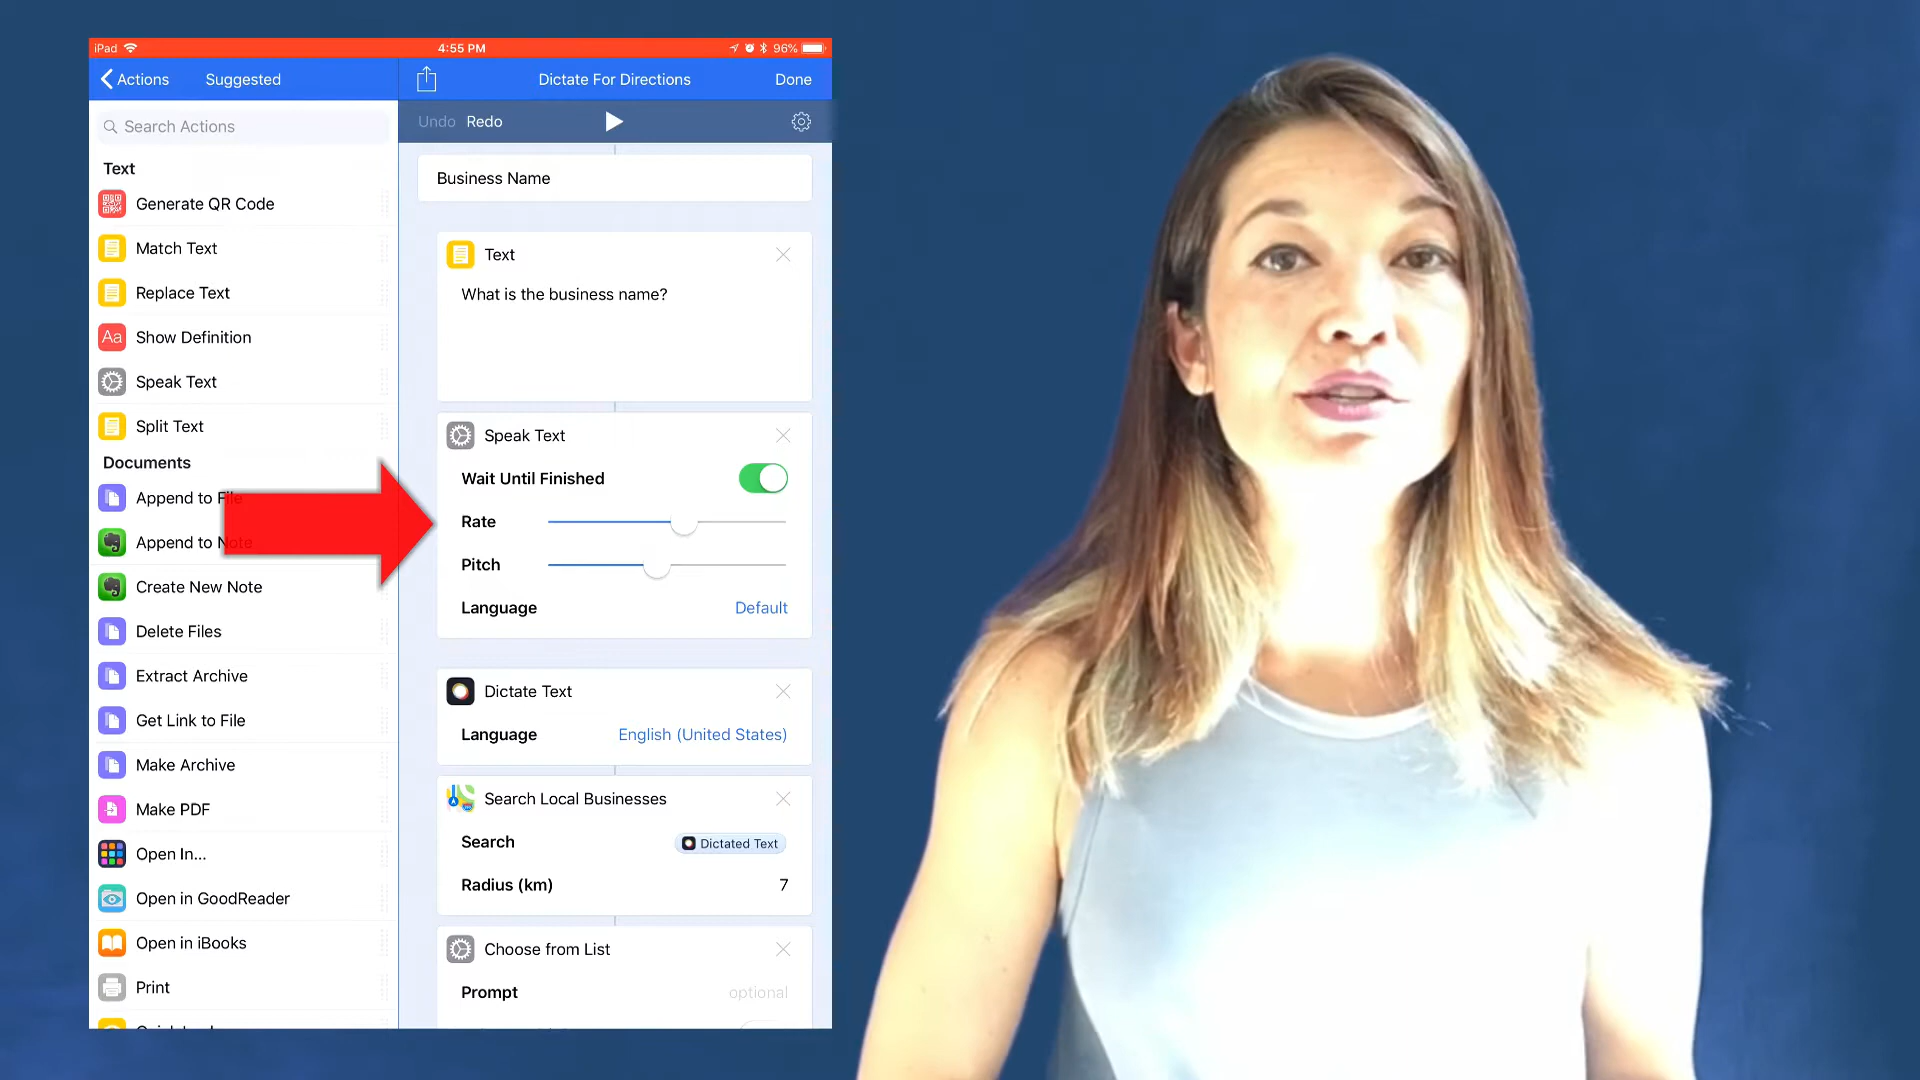 iPad 4:55 PM 96%
Actions Suggested
Dictate For Directions Done
Search Actions
Undo Redo
Text
Generate QR Code
Match Text
Replace Text
Show Definition
Aa
Speak Text
Split Text
Documents
Append to File
Append to Note
Create New Note
Delete Files
Extract Archive
Get Link to File
Make Archive
Make PDF
Open In...
Open in GoodReader
Open in iBooks
Print
Business Name
Text
What is the business name?
Speak Text
Wait Until Finished
Rate
Pitch
Language Default
Dictate Text
Language English (United States)
Search Local Businesses
Search Dictated Text
Radius (km) 7
Choose from List
Prompt optional